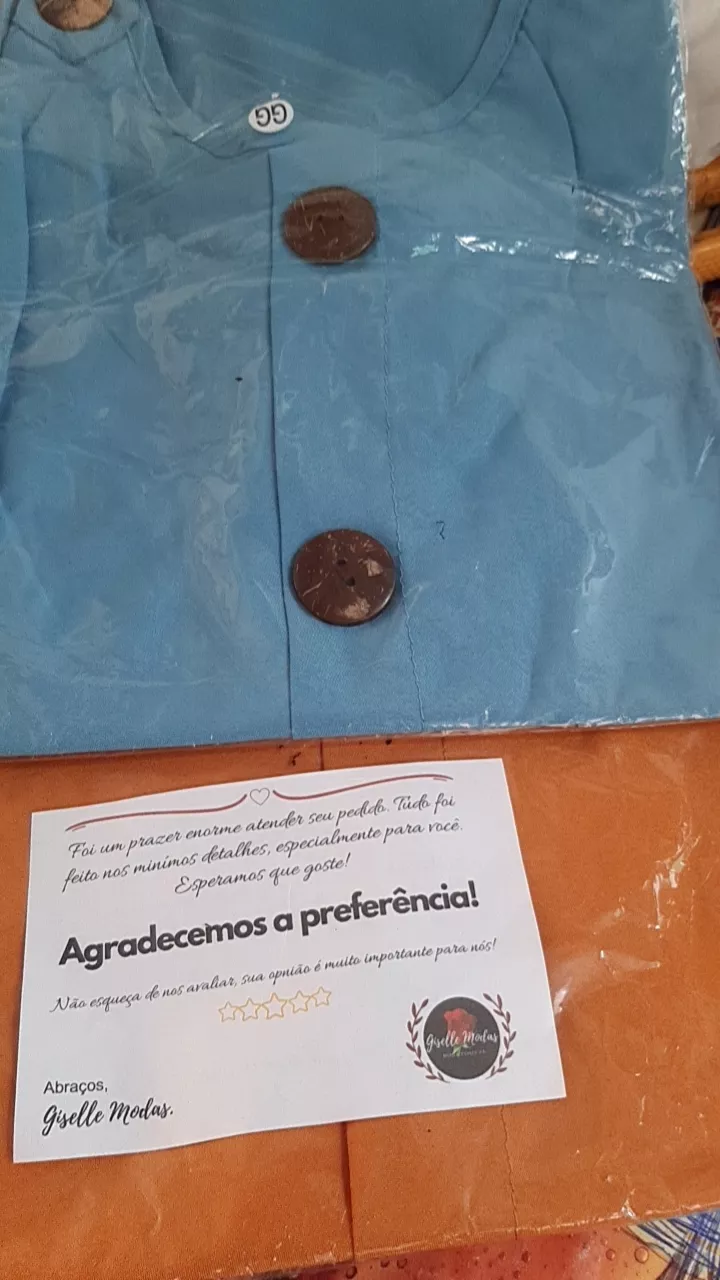 GG
Foi um prazer enorme atender seu pedido. Tudo foi
feito nos mínimos detalhes, especialmente para você.
Esperamos que goste!
Agradecemos a preferência!
Não esqueça de nos avaliar, sua opnião é muito importante para nós!
Giselle Modas
Abraços,
Giselle Modas.